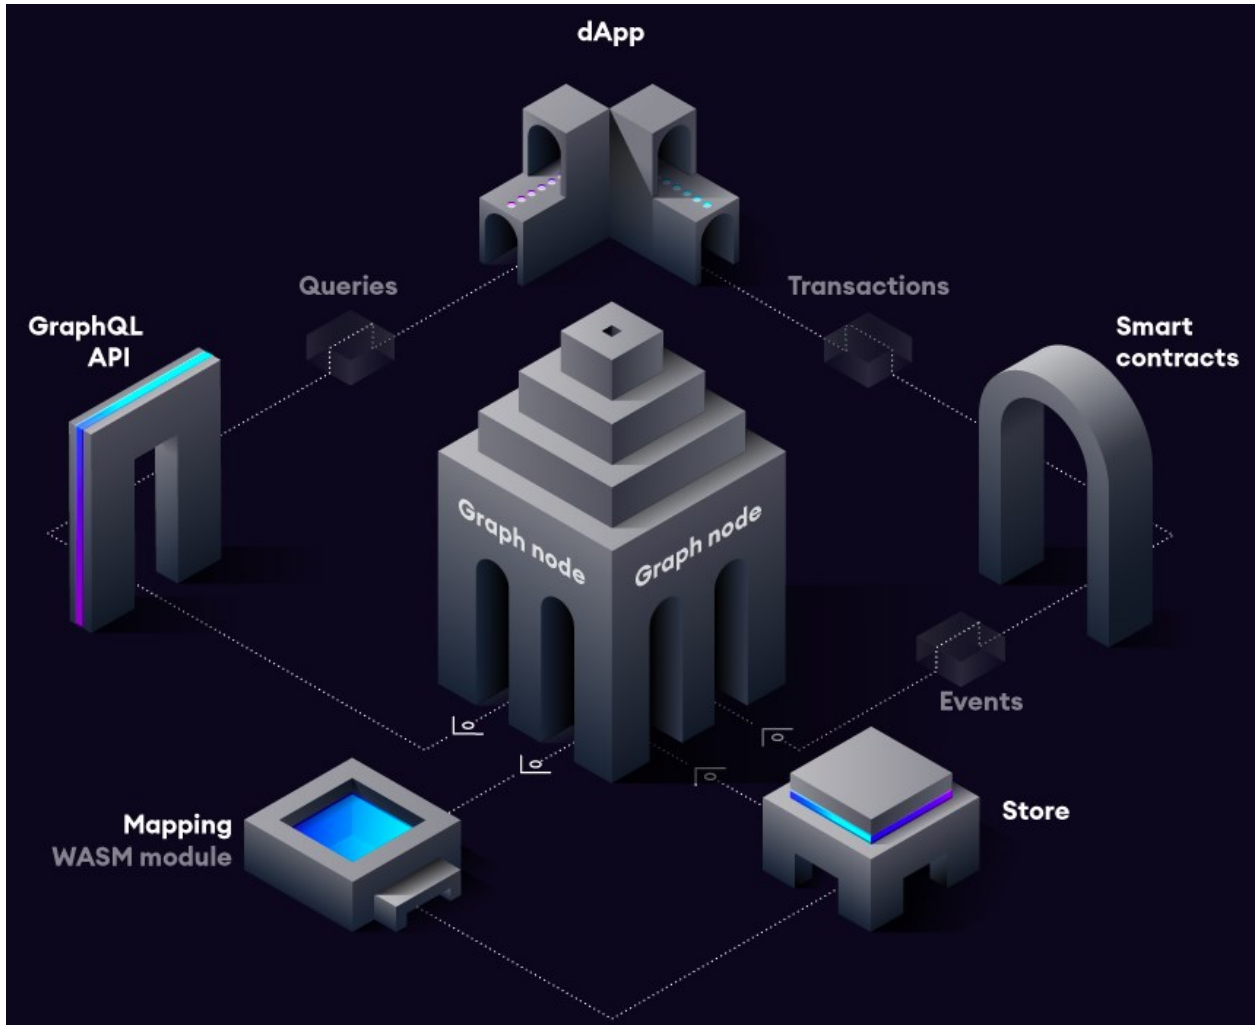 dApp
Queries
Transactions
GraphQL
API
Smart
contracts
Graph node
Graph node
Events
Mapping
WASM module
Store